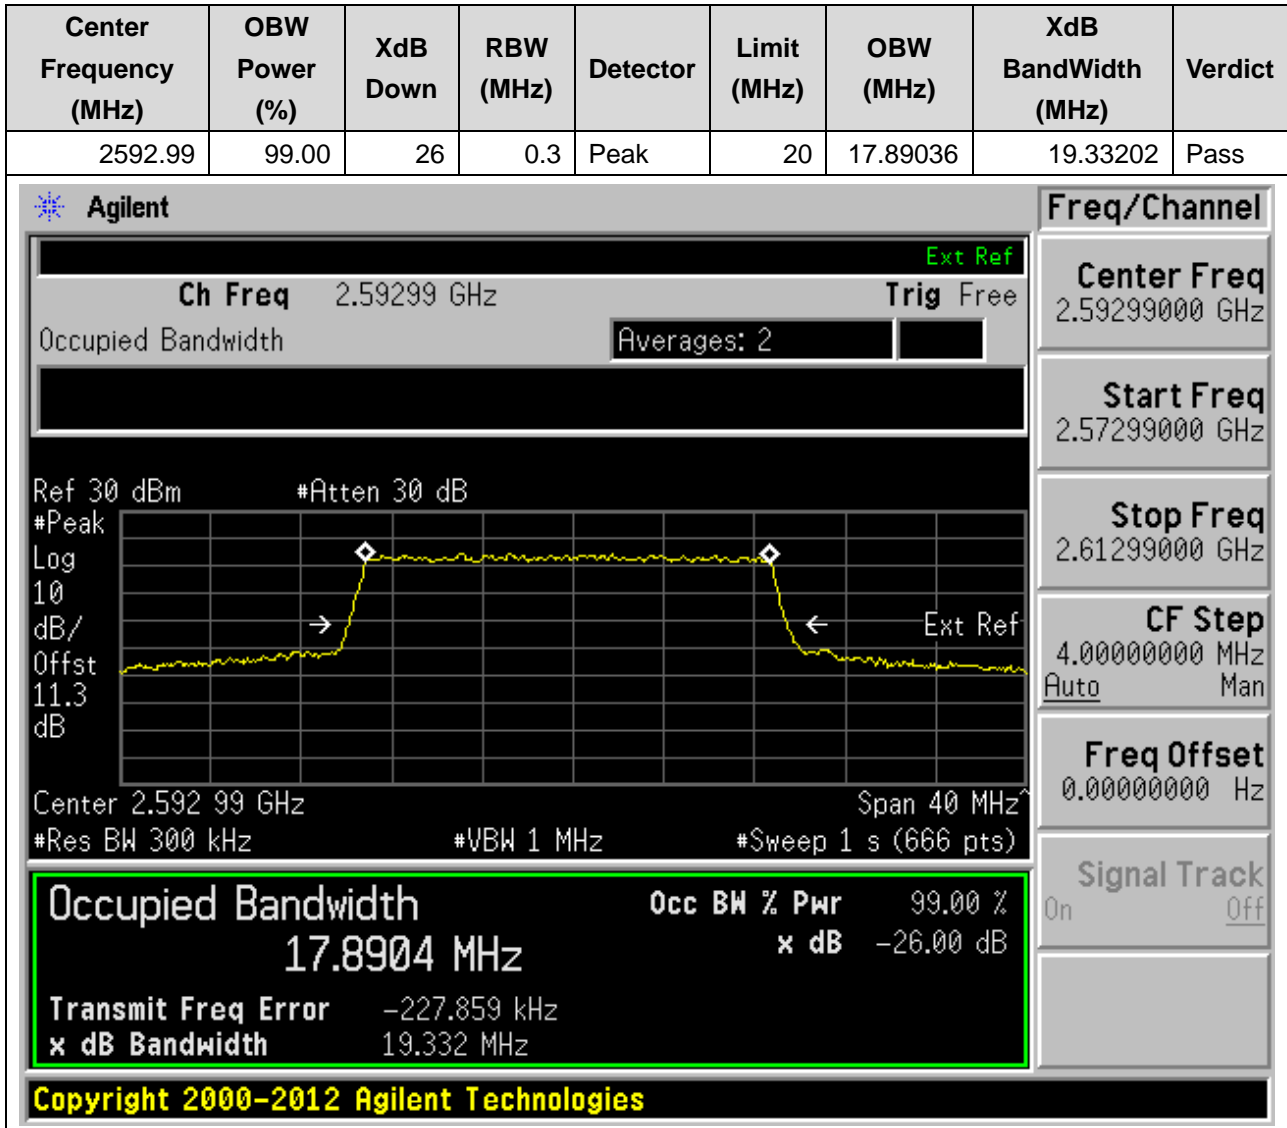 Center Frequency (MHz) OBW Power (%) XdB Down RBW (MHz) Detector Limit (MHz) OBW (MHz) XdB BandWidth (MHz) Verdict
2592.99 99.00 26 0.3 Peak 20 17.89036 19.33202 Pass
Agilent
Freq/Channel
Ext Ref
Ch Freq 2.59299 GHz Trig Free
Occupied Bandwidth Averages: 2
Center Freq
2.59299000 GHz
Start Freq
2.57299000 GHz
Stop Freq
2.61299000 GHz
CF Step
4.00000000 MHz
Auto Man
Freq Offset
0.00000000 Hz
Signal Track
On Off
Ref 30 dBm #Atten 30 dB
#Peak
Log
10
dB/
Offst
11.3
dB
Ext Ref
Center 2.592 99 GHz Span 40 MHz^
#Res BW 300 kHz #VBW 1 MHz #Sweep 1 s (666 pts)
Occupied Bandwidth Occ BW % Pwr 99.00 %
17.8904 MHz x dB -26.00 dB
Transmit Freq Error -227.859 kHz
x dB Bandwidth 19.332 MHz
Copyright 2000-2012 Agilent Technologies